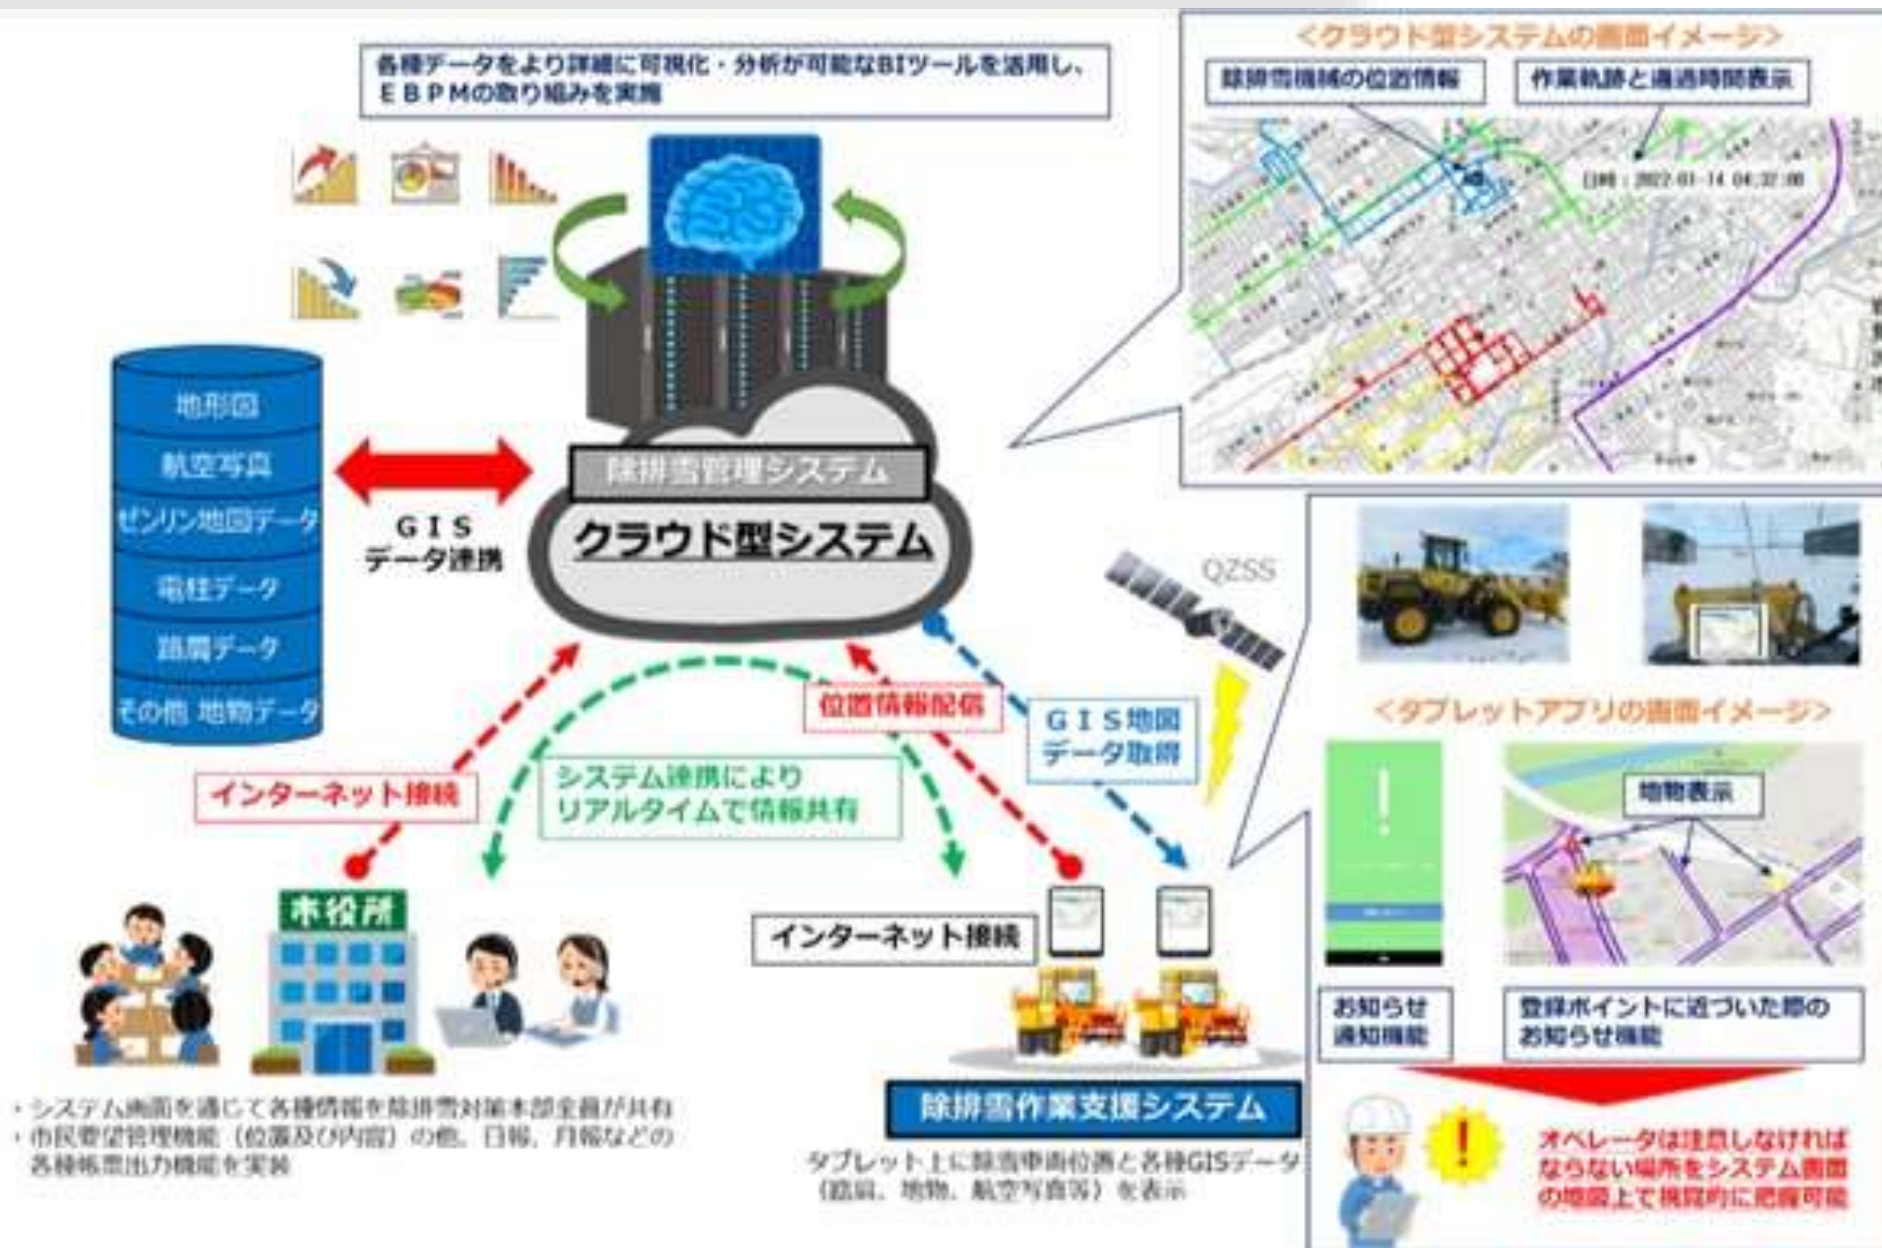 各種データをより詳細に可視化・分析が可能なBIツールを活用し、
EBPMの取り組みを実施
地形図
航空写真
ゼンリン地図データ
電柱データ
路肩データ
その他 地物データ
GIS
データ連携
除排雪管理システム
クラウド型システム
QZSS
位置情報配信
GIS地図
データ取得
インターネット接続
システム連携により
リアルタイムで情報共有
市役所
インターネット接続
・システム画面を通じて各種情報を除排雪対策本部全員が共有
・市民要望管理機能（位置及び内容）の他、日報、月報などの
各種帳票出力機能を実装
除排雪作業支援システム
タブレット上に除雪車両位置と各種GISデータ
（路肩、地物、航空写真等）を表示
＜クラウド型システムの画面イメージ＞
除排雪機械の位置情報
作業軌跡と通過時間表示
日時：2022-01-14 04:32:00
＜タブレットアプリの画面イメージ＞
！
地物表示
お知らせ
通知機能
登録ポイントに近づいた際の
お知らせ機能
！
オペレータは注意しなければ
ならない場所をシステム画面
の地図上で視覚的に把握可能